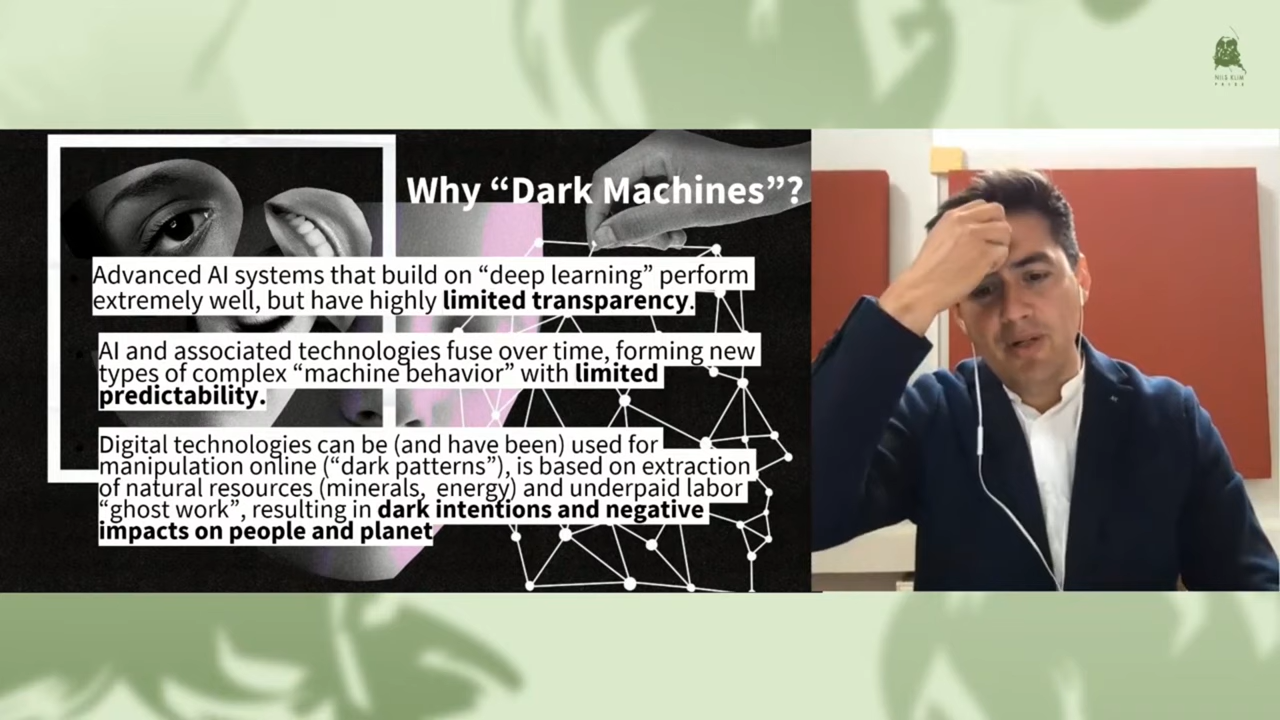 NILS KLIM
Why “Dark Machines”?
Advanced AI systems that build on “deep learning” perform
extremely well, but have highly limited transparency.
AI and associated technologies fuse over time, forming new
types of complex “machine behavior” with limited
predictability.
Digital technologies can be (and have been) used for
manipulation online (“dark patterns”), is based on extraction
of natural resources (minerals, energy) and underpaid labor
“ghost work”, resulting in dark intentions and negative
impacts on people and planet